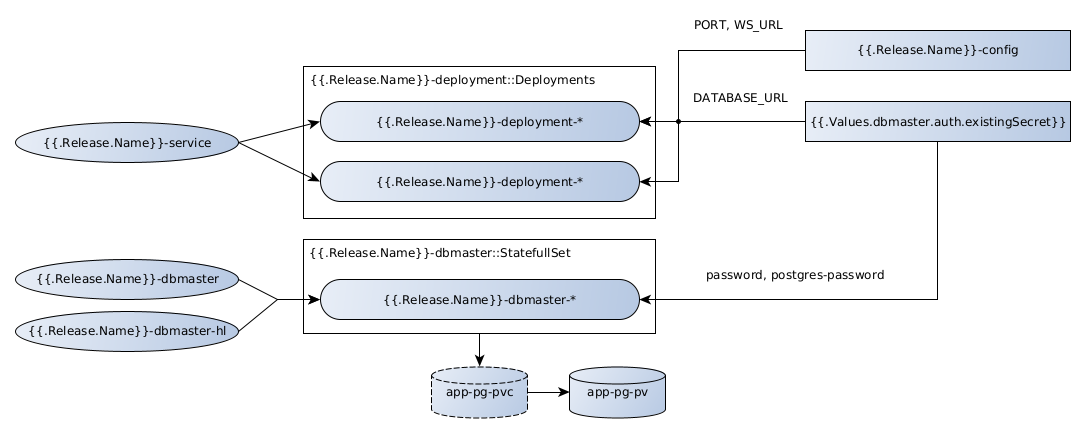 PORT, WS_URL
{{.Release.Name}}-config
{{.Release.Name}}-deployment::Deployments
DATABASE_URL
{{.Release.Name}}-deployment-*
{{.Values.dbmaster.auth.existingSecret}}
{{.Release.Name}}-service
{{.Release.Name}}-deployment-*
{{.Release.Name}}-dbmaster::StatefullSet
{{.Release.Name}}-dbmaster
password, postgres-password
{{.Release.Name}}-dbmaster-*
{{.Release.Name}}-dbmaster-hl
app-pg-pvc
app-pg-pv